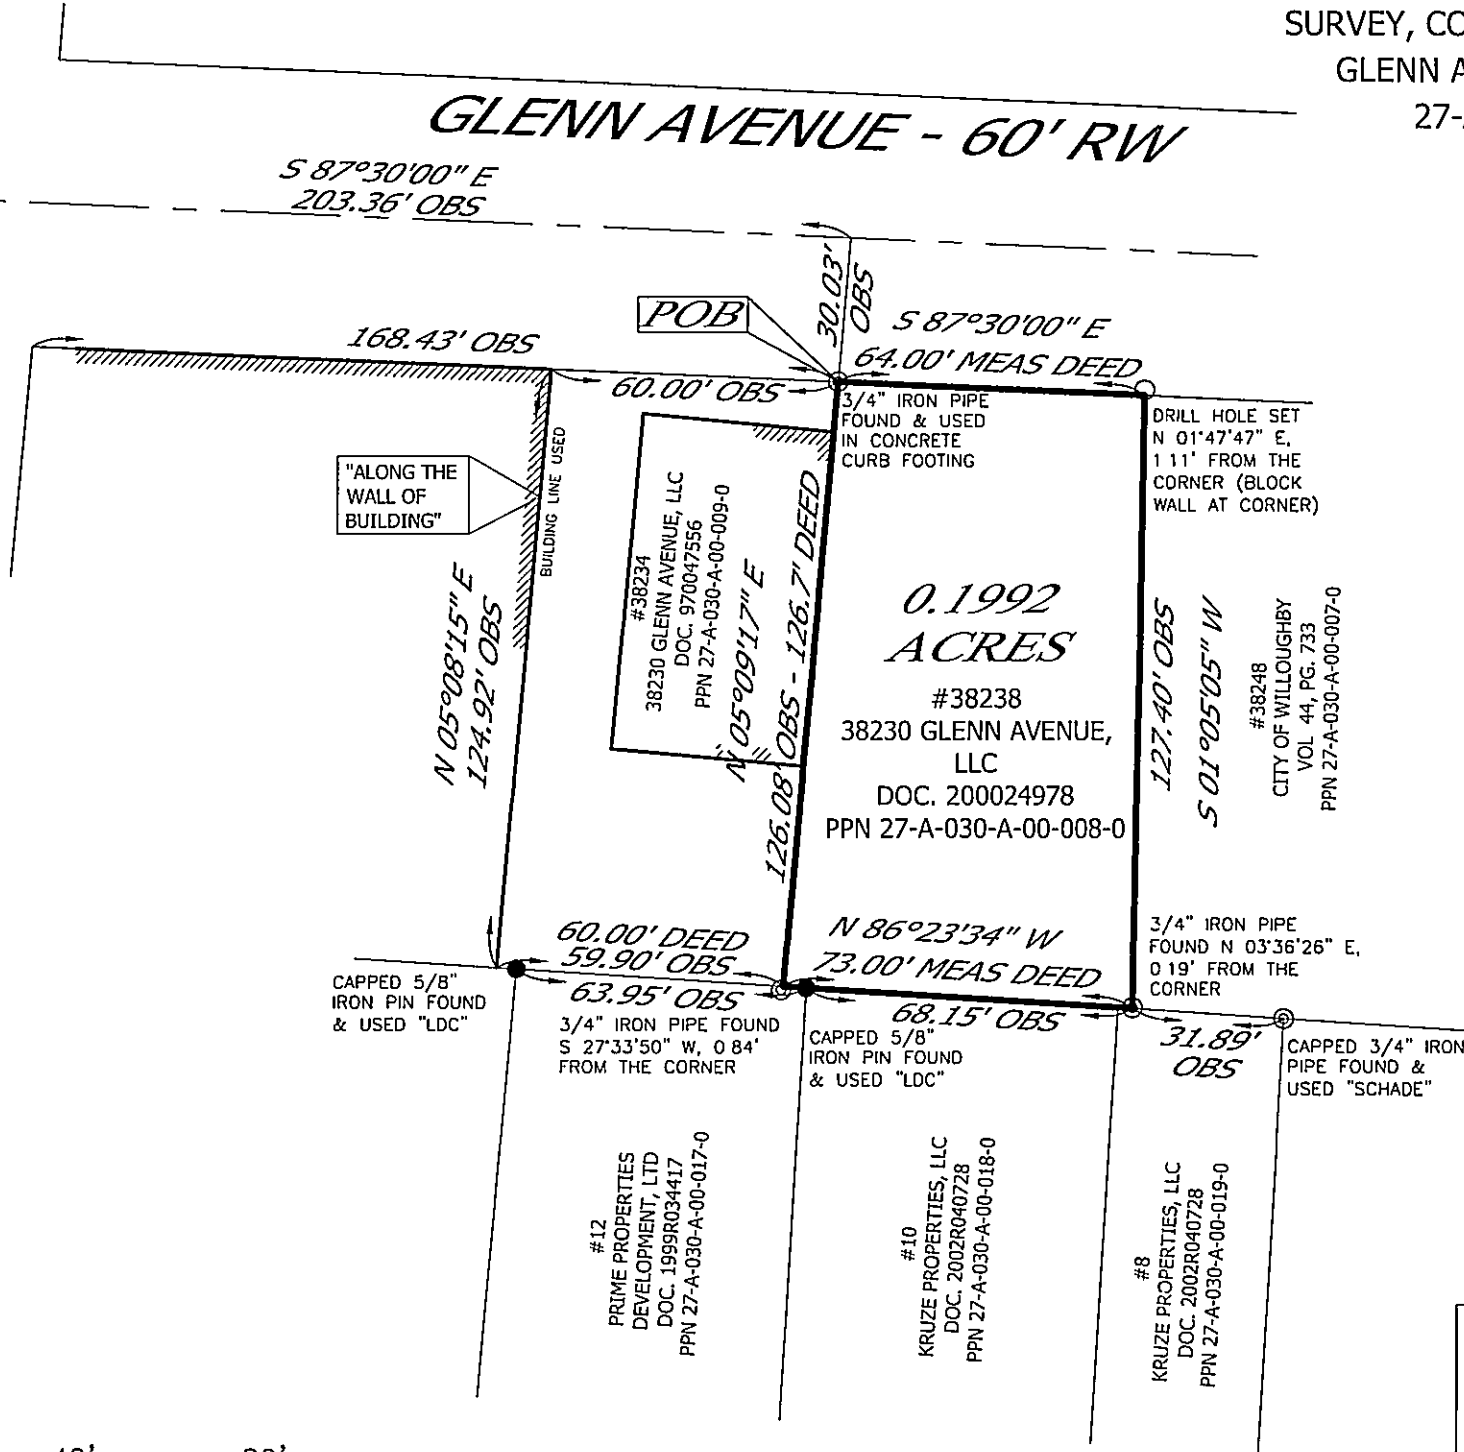 SURVEY, CO
GLENN A
27-
GLENN AVENUE - 60' RW
S 87°30'00" E
203.36' OBS
30.03'
OBS
POB
S 87°30'00" E
64.00' MEAS DEED
168.43' OBS
60.00' OBS
3/4" IRON PIPE
FOUND & USED
IN CONCRETE
CURB FOOTING
DRILL HOLE SET
N 01°47'47" E,
1 11' FROM THE
CORNER (BLOCK
WALL AT CORNER)
"ALONG THE
WALL OF
BUILDING"
BUILDING LINE USED
N 05°08'15" E
124.92' OBS
#38234
38230 GLENN AVENUE, LLC
DOC. 970047556
PPN 27-A-030-A-00-009-0
N 05°09'17" E
126.08' OBS - 126.7' DEED
0.1992
ACRES
#38238
38230 GLENN AVENUE,
LLC
DOC. 200024978
PPN 27-A-030-A-00-008-0
127.40' OBS
S 01°05'05" W
#38248
CITY OF WILLOUGHBY
VOL 44, PG. 733
PPN 27-A-030-A-00-007-0
60.00' DEED
59.90' OBS
63.95' OBS
N 86°23'34" W
73.00' MEAS DEED
68.15' OBS
3/4" IRON PIPE
FOUND N 03°36'26" E,
0 19' FROM THE
CORNER
31.89'
OBS
CAPPED 5/8"
IRON PIN FOUND
& USED "LDC"
3/4" IRON PIPE FOUND
S 27°33'50" W, 0 84'
FROM THE CORNER
CAPPED 5/8"
IRON PIN FOUND
& USED "LDC"
CAPPED 3/4" IRON
PIPE FOUND &
USED "SCHADE"
#12
PRIME PROPERTIES
DEVELOPMENT, LTD
DOC. 1999R034417
PPN 27-A-030-A-00-017-0
#10
KRUZE PROPERTIES, LLC
DOC. 2002R040728
PPN 27-A-030-A-00-018-0
#8
KRUZE PROPERTIES, LLC
DOC. 2002R040728
PPN 27-A-030-A-00-019-0